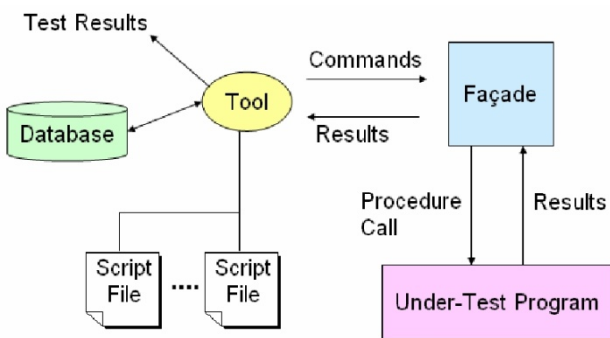 Test Results
Commands
Tool
Façade
Database
Results
Procedure
Call
Results
Script
File
....
Script
File
Under-Test Program